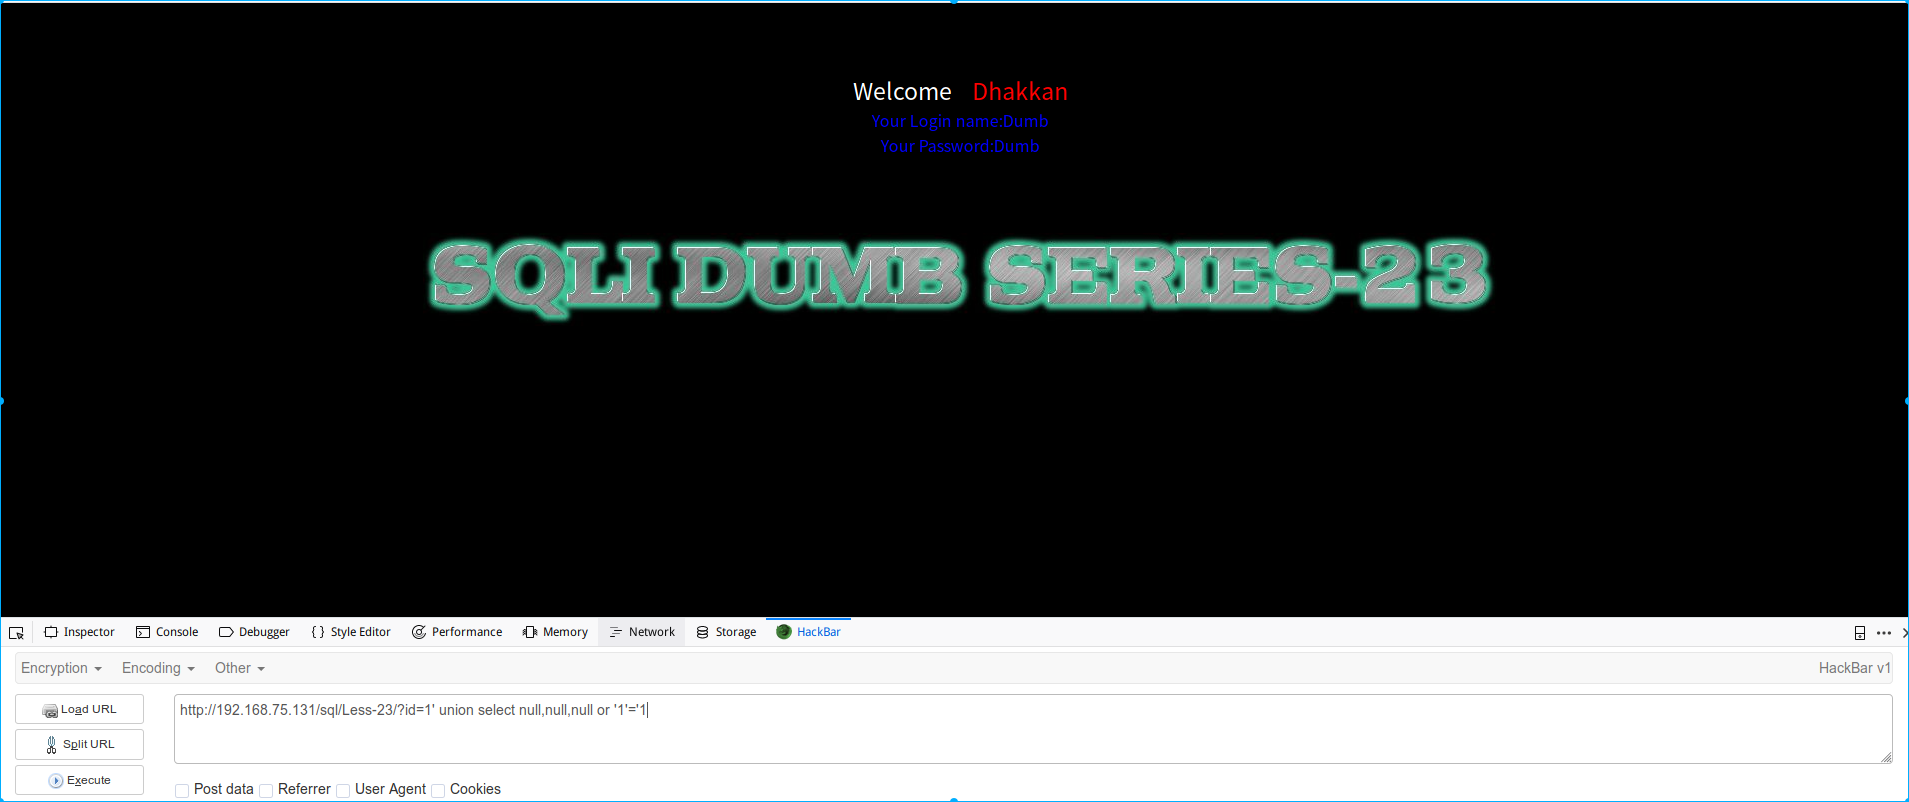 Welcome Dhakkan
Your Login name:Dumb
Your Password:Dumb
SQLI DUMB SERIES-23
Inspector Console Debugger {} Style Editor Performance Memory Network Storage HackBar
Encryption Encoding Other HackBar v1
Load URL http://192.168.75.131/sql/Less-23/?id=1' union select null,null,null or '1'='1
Split URL
Execute
Post data Referrer User Agent Cookies